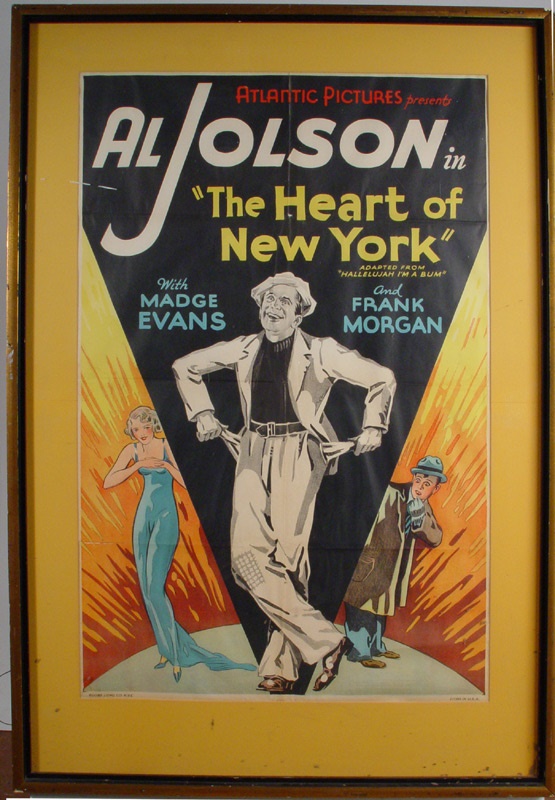 ATLANTIC PICTURES presents
AL JOLSON in
"The Heart of
New York"
ADAPTED FROM
"HALLELUJAH I'M A BUM"
With
MADGE
EVANS
And
FRANK
MORGAN